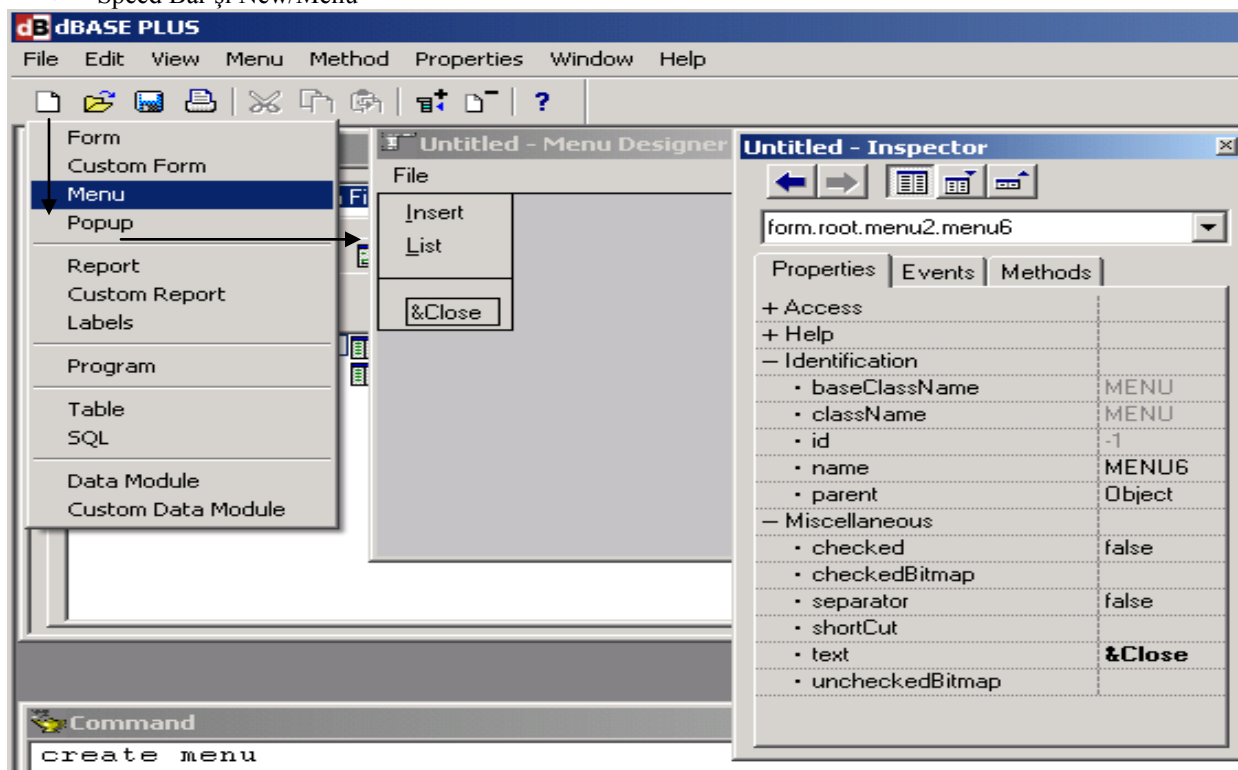 Speed Bar şi New/Menu
dBASE PLUS
File Edit View Menu Method Properties Window Help
Form
Custom Form
Menu
Popup
Report
Custom Report
Labels
Program
Table
SQL
Data Module
Custom Data Module
Fi
Untitled - Menu Designer
File
Insert
List
&Close
Untitled - Inspector
form.root.menu2.menu6
Properties Events Methods
+ Access
+ Help
– Identification
• baseClassName MENU
• className MENU
• id -1
• name MENU6
• parent Object
– Miscellaneous
• checked false
• checkedBitmap
• separator false
• shortCut
• text &Close
• uncheckedBitmap
Command
create menu